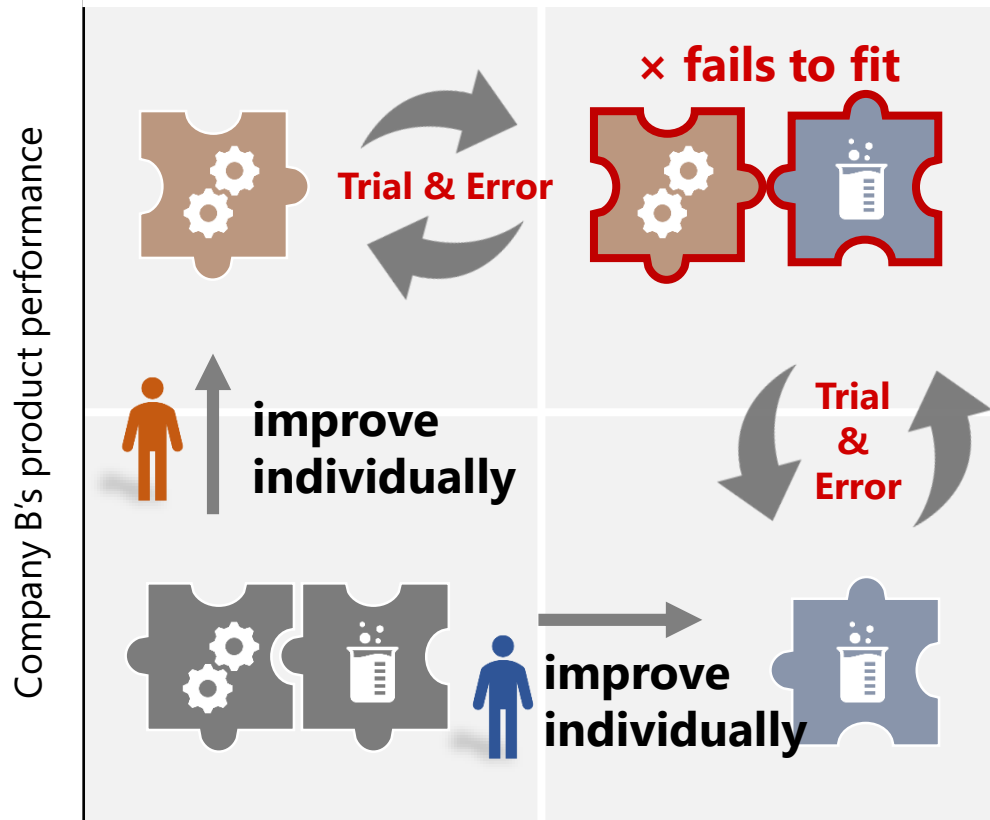 Company B's product performance
× fails to fit
Trial & Error
improve
individually
Trial
&
Error
improve
individually